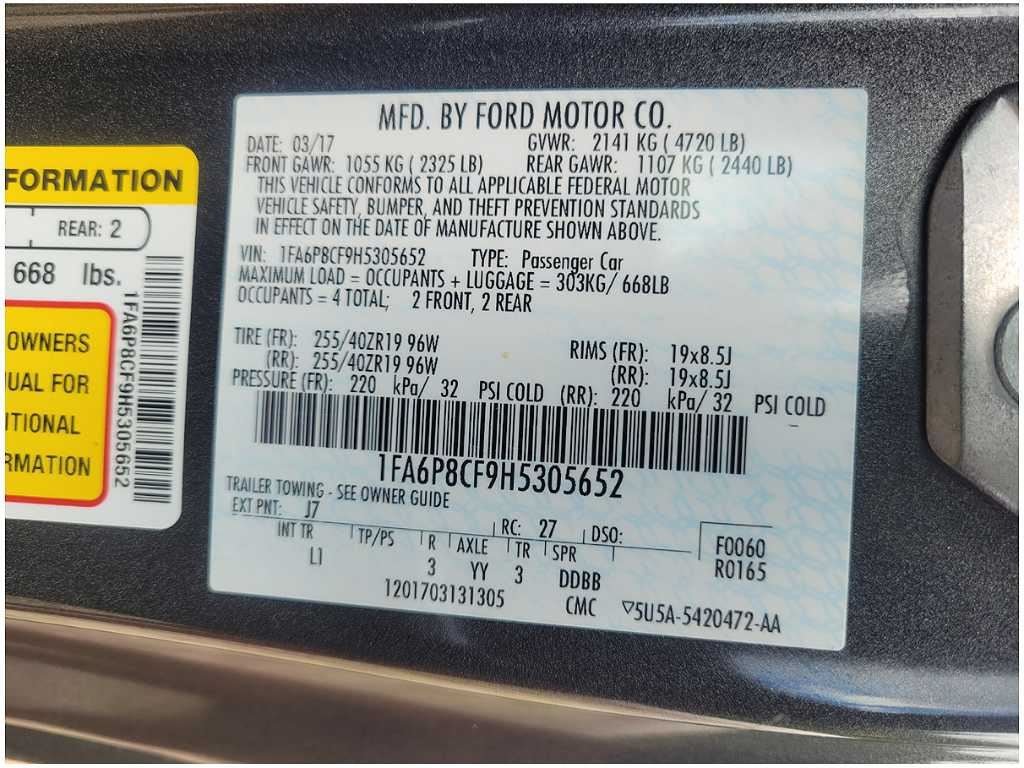 FORMATION
REAR: 2
668 lbs.
OWNERS
UAL FOR
ITIONAL
RMATION
1FA6P8CF9H5305652
MFD. BY FORD MOTOR CO.
DATE: 03/17 GVWR: 2141 KG ( 4720 LB)
FRONT GAWR: 1055 KG ( 2325 LB) REAR GAWR: 1107 KG ( 2440 LB)
THIS VEHICLE CONFORMS TO ALL APPLICABLE FEDERAL MOTOR
VEHICLE SAFETY, BUMPER, AND THEFT PREVENTION STANDARDS
IN EFFECT ON THE DATE OF MANUFACTURE SHOWN ABOVE.
VIN: 1FA6P8CF9H5305652 TYPE: Passenger Car
MAXIMUM LOAD = OCCUPANTS + LUGGAGE = 303KG/ 668LB
OCCUPANTS = 4 TOTAL; 2 FRONT, 2 REAR
TIRE (FR): 255/40ZR19 96W RIMS (FR): 19x8.5J
(RR): 255/40ZR19 96W (RR): 19x8.5J
PRESSURE (FR): 220 kPa/ 32 PSI COLD (RR): 220 kPa/ 32 PSI COLD
1FA6P8CF9H5305652
TRAILER TOWING - SEE OWNER GUIDE
EXT PNT: J7 RC: 27 DSO:
INT TR TP/PS R AXLE TR SPR
L1 3 YY 3 DDBB
F0060
R0165
1201703131305 CMC ▽5U5A-5420472-AA